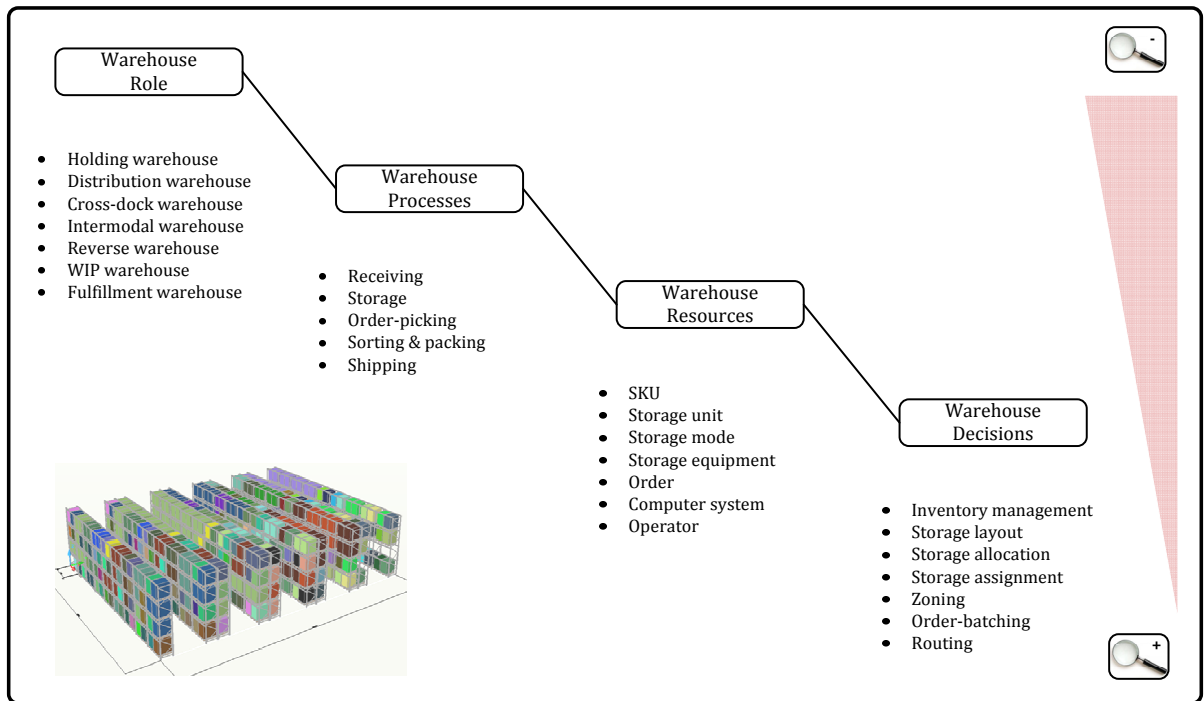 Warehouse
Role
-
• Holding warehouse
• Distribution warehouse
• Cross-dock warehouse
• Intermodal warehouse
• Reverse warehouse
• WIP warehouse
• Fulfillment warehouse
Warehouse
Processes
• Receiving
• Storage
• Order-picking
• Sorting & packing
• Shipping
Warehouse
Resources
• SKU
• Storage unit
• Storage mode
• Storage equipment
• Order
• Computer system
• Operator
Warehouse
Decisions
• Inventory management
• Storage layout
• Storage allocation
• Storage assignment
• Zoning
• Order-batching
• Routing
+